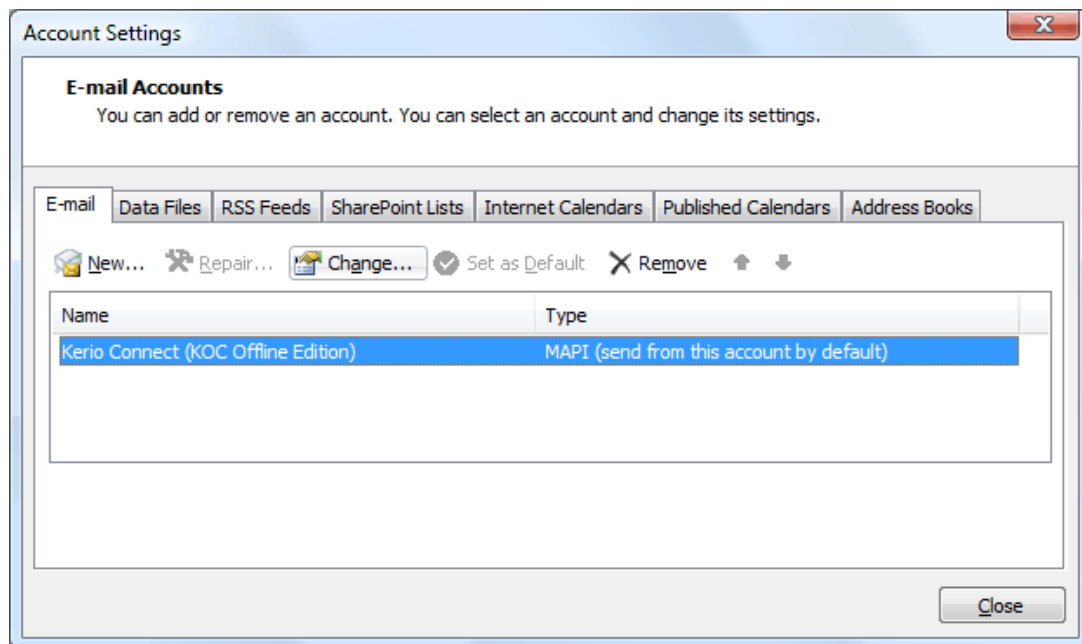 Account Settings
E-mail Accounts
You can add or remove an account. You can select an account and change its settings.
E-mail Data Files RSS Feeds SharePoint Lists Internet Calendars Published Calendars Address Books
New... Repair... Change... Set as Default Remove
Name Type
Kerio Connect (KOC Offline Edition) MAPI (send from this account by default)
Close